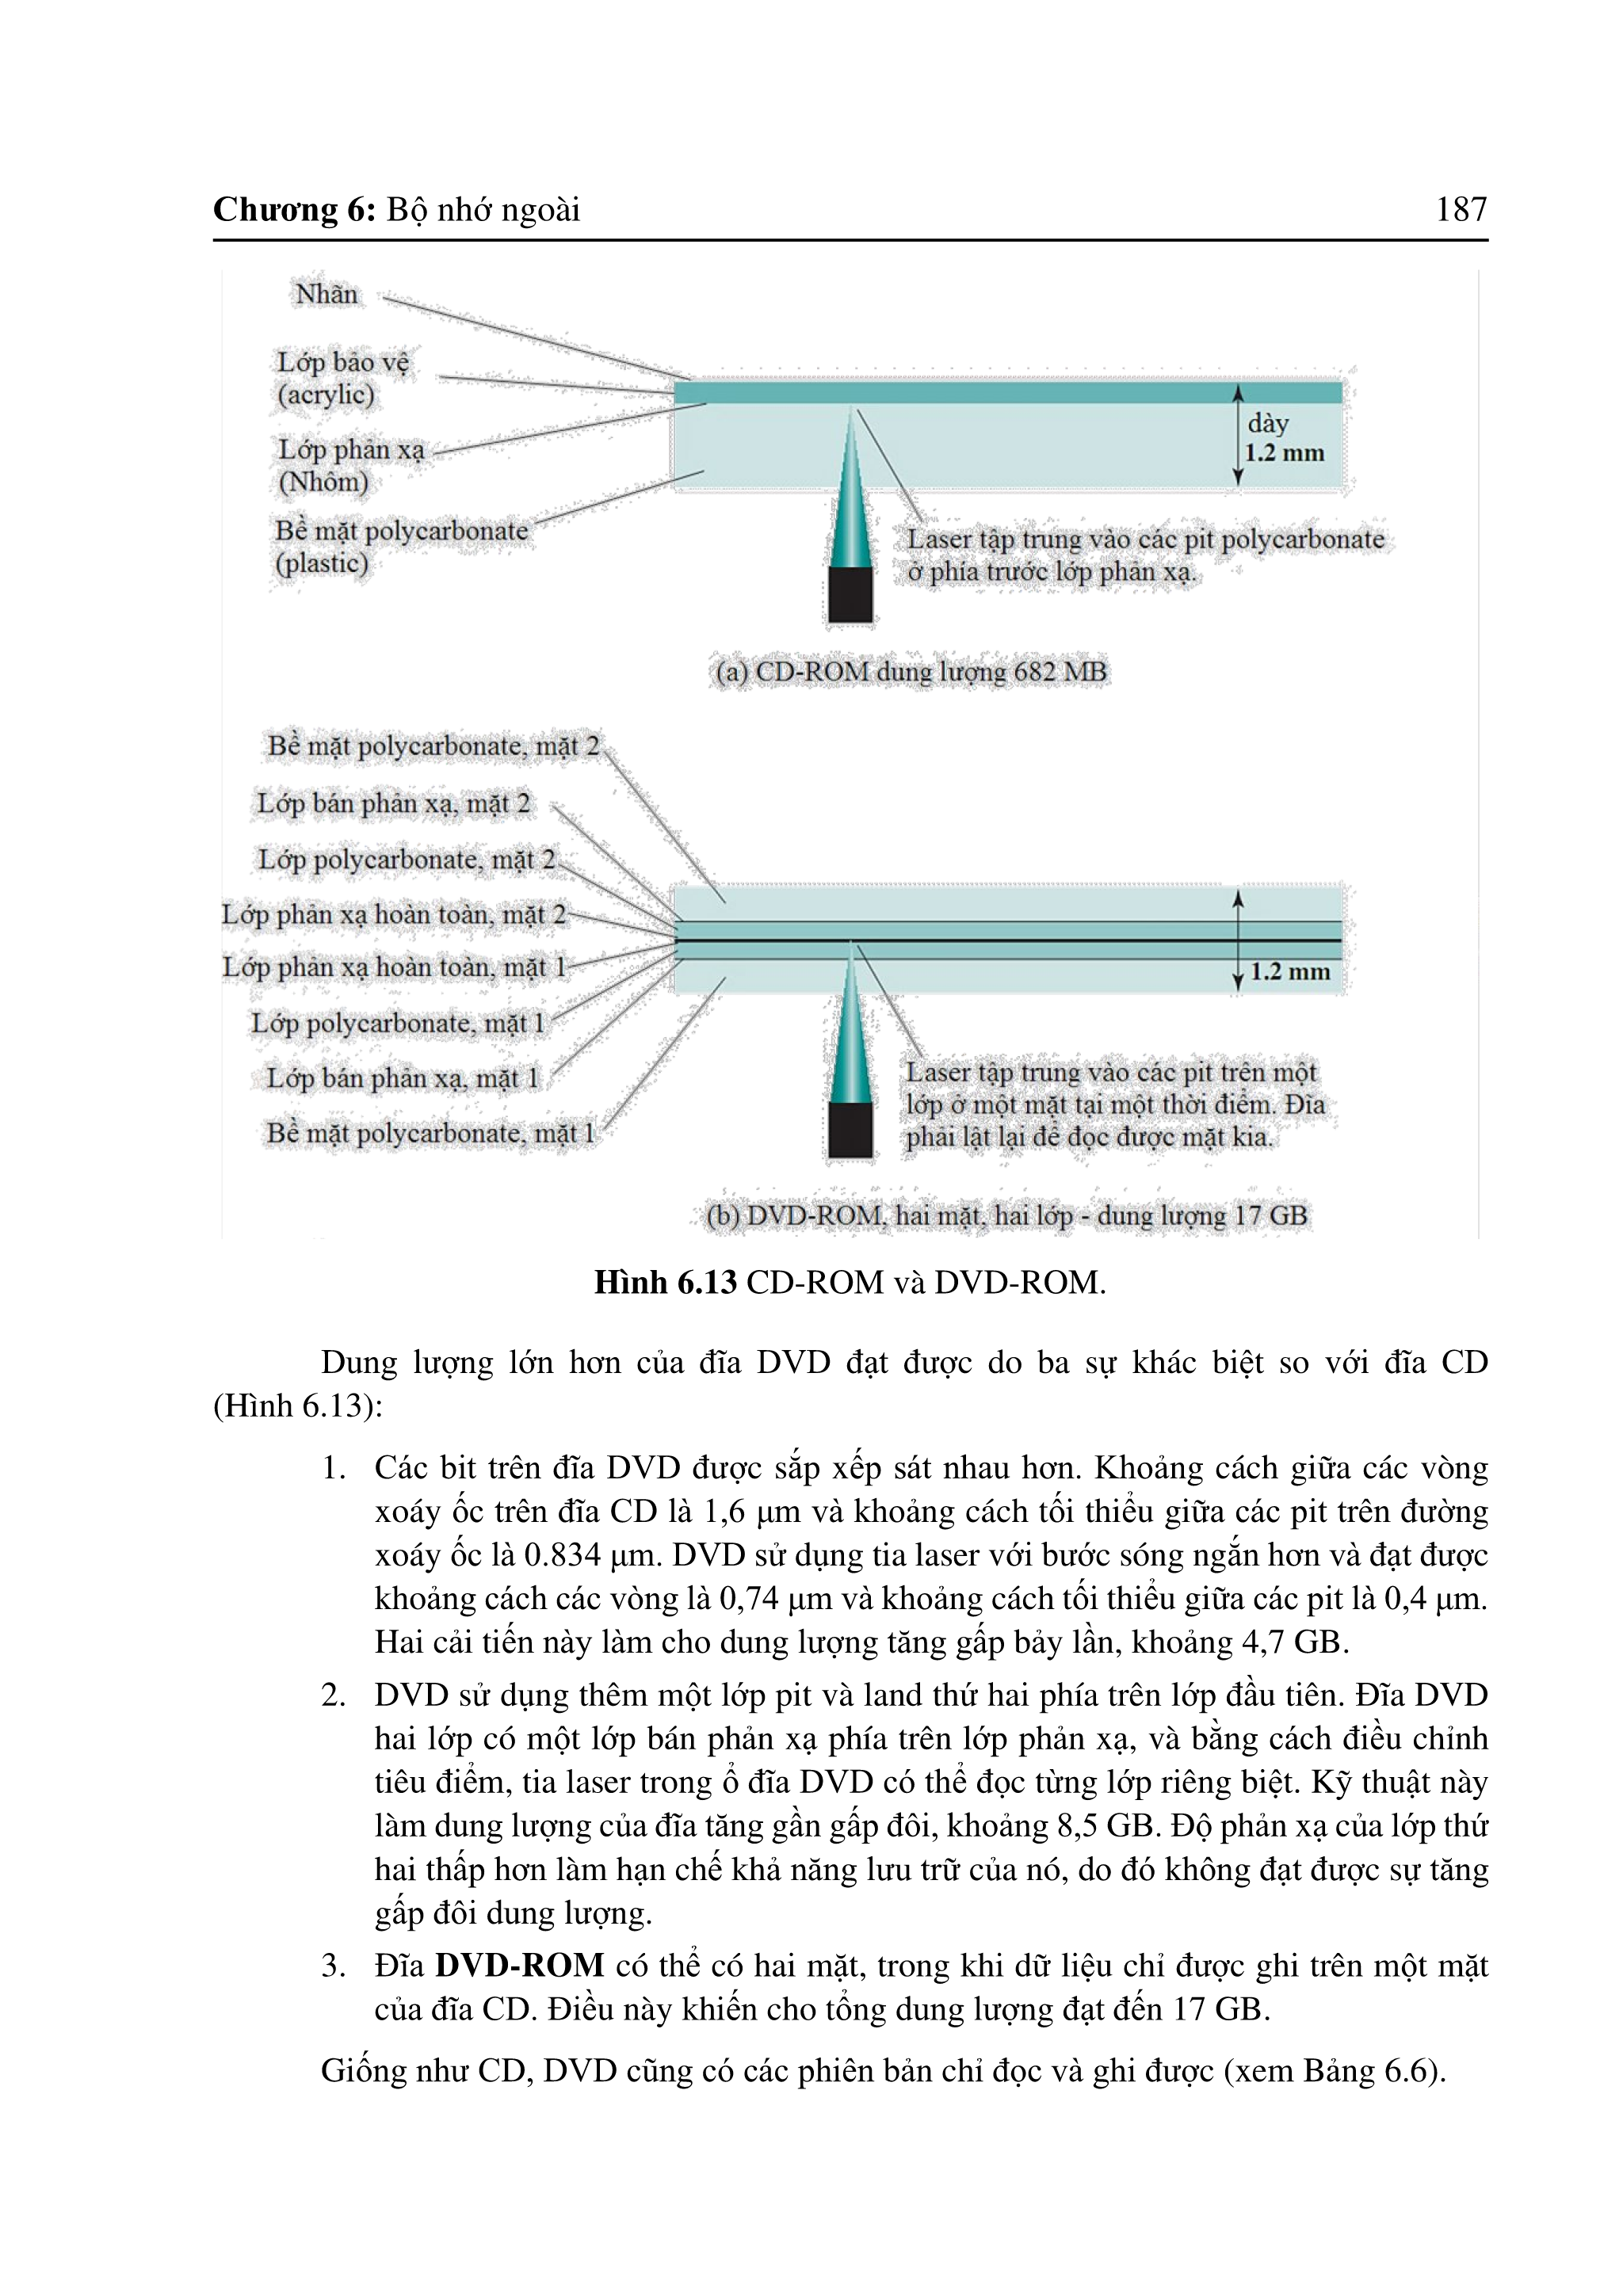 Chương 6: Bộ nhớ ngoài 187
Nhãn
Lớp bảo vệ
(acrylic)
Lớp phản xạ
(Nhôm)
Bề mặt polycarbonate
(plastic)
dày
1.2 mm
Laser tập trung vào các pit polycarbonate
ở phía trước lớp phản xạ.
(a) CD-ROM dung lượng 682 MB
Bề mặt polycarbonate, mặt 2
Lớp bán phản xạ, mặt 2
Lớp polycarbonate, mặt 2
Lớp phản xạ hoàn toàn, mặt 2
Lớp phản xạ hoàn toàn, mặt 1
Lớp polycarbonate, mặt 1
Lớp bán phản xạ, mặt 1
Bề mặt polycarbonate, mặt 1
1.2 mm
Laser tập trung vào các pit trên một
lớp ở một mặt tại một thời điểm. Đĩa
phải lật lại để đọc được mặt kia.
(b) DVD-ROM, hai mặt, hai lớp - dung lượng 17 GB
Hình 6.13 CD-ROM và DVD-ROM.
Dung lượng lớn hơn của đĩa DVD đạt được do ba sự khác biệt so với đĩa CD
(Hình 6.13):
1. Các bit trên đĩa DVD được sắp xếp sát nhau hơn. Khoảng cách giữa các vòng
xoáy ốc trên đĩa CD là 1,6 μm và khoảng cách tối thiểu giữa các pit trên đường
xoáy ốc là 0.834 μm. DVD sử dụng tia laser với bước sóng ngắn hơn và đạt được
khoảng cách các vòng là 0,74 μm và khoảng cách tối thiểu giữa các pit là 0,4 μm.
Hai cải tiến này làm cho dung lượng tăng gấp bảy lần, khoảng 4,7 GB.
2. DVD sử dụng thêm một lớp pit và land thứ hai phía trên lớp đầu tiên. Đĩa DVD
hai lớp có một lớp bán phản xạ phía trên lớp phản xạ, và bằng cách điều chỉnh
tiêu điểm, tia laser trong ổ đĩa DVD có thể đọc từng lớp riêng biệt. Kỹ thuật này
làm dung lượng của đĩa tăng gần gấp đôi, khoảng 8,5 GB. Độ phản xạ của lớp thứ
hai thấp hơn làm hạn chế khả năng lưu trữ của nó, do đó không đạt được sự tăng
gấp đôi dung lượng.
3. Đĩa DVD-ROM có thể có hai mặt, trong khi dữ liệu chỉ được ghi trên một mặt
của đĩa CD. Điều này khiến cho tổng dung lượng đạt đến 17 GB.
Giống như CD, DVD cũng có các phiên bản chỉ đọc và ghi được (xem Bảng 6.6).